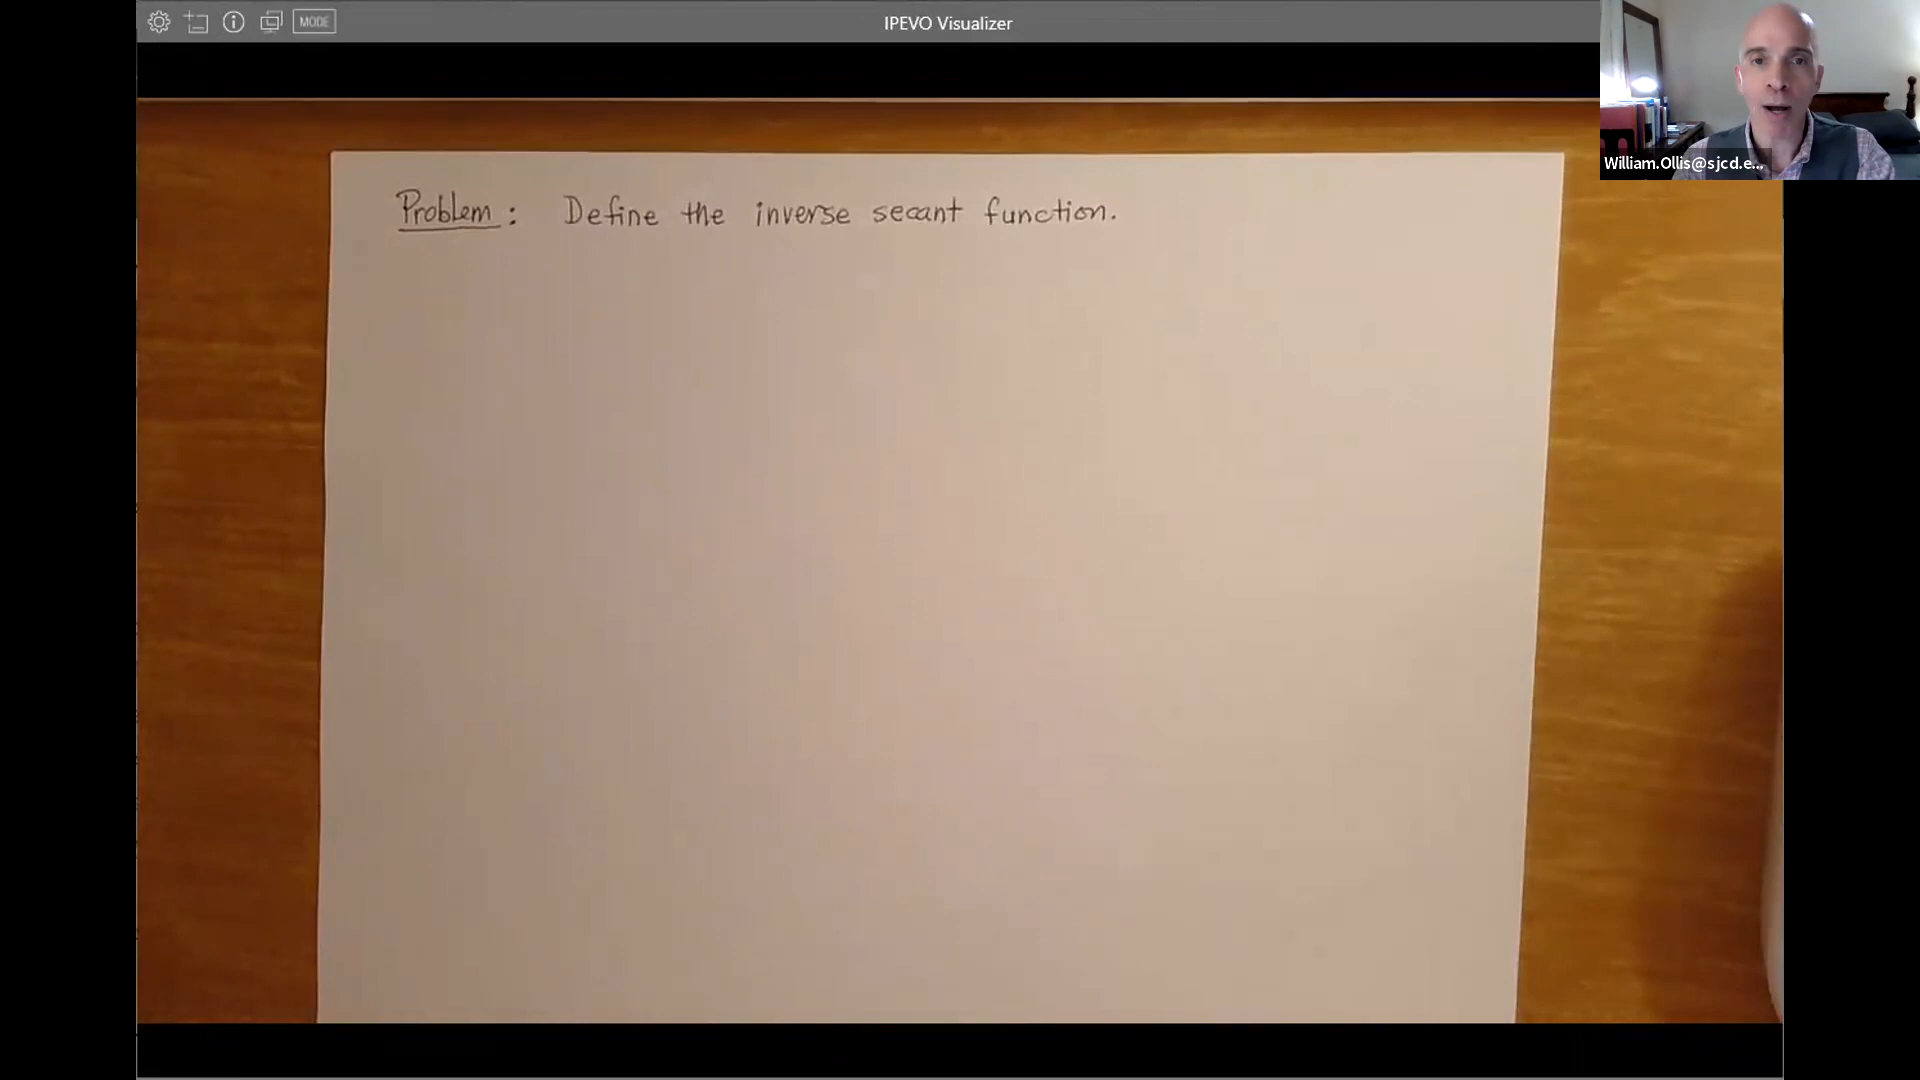 MODE
IPEVO Visualizer
William.Ollis@sjcd.e...
Problem: Define the inverse secant function.